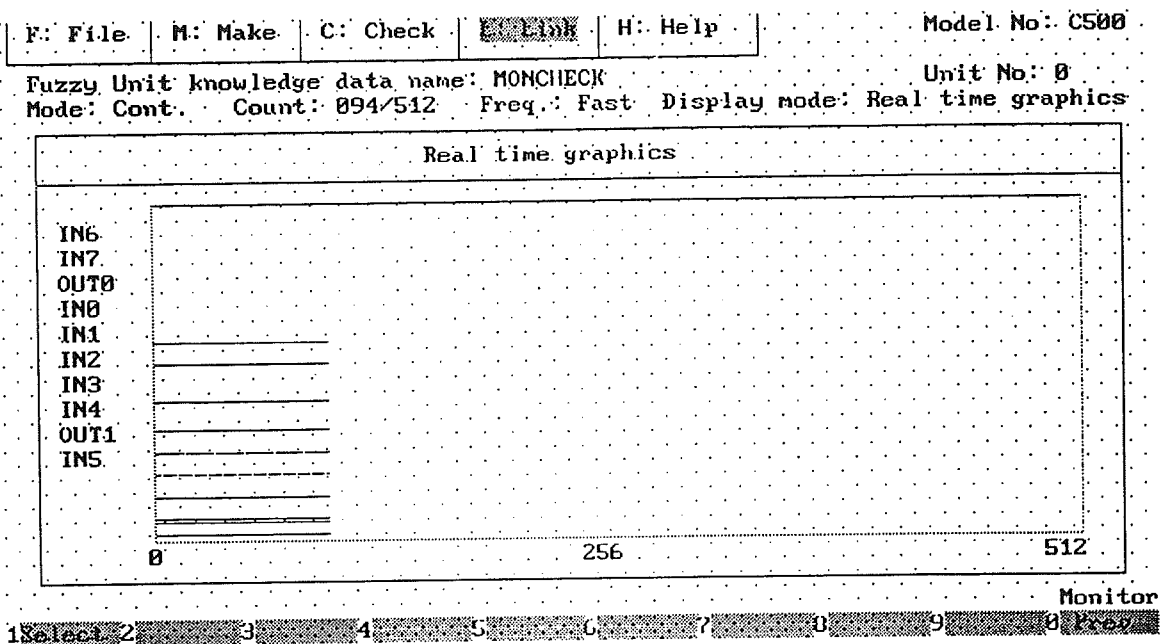 F: File M: Make C: Check L: Link H: Help Model No: C500
Fuzzy Unit knowledge data name: MONCHECK Unit No: 0
Mode: Cont. Count: 094/512 Freq.: Fast Display mode: Real time graphics
Real time graphics
IN6
IN7
OUT0
IN0
IN1
IN2
IN3
IN4
OUT1
IN5
0 256 512
Monitor
1Select 2 3 4 5 6 7 8 9 0 Prev